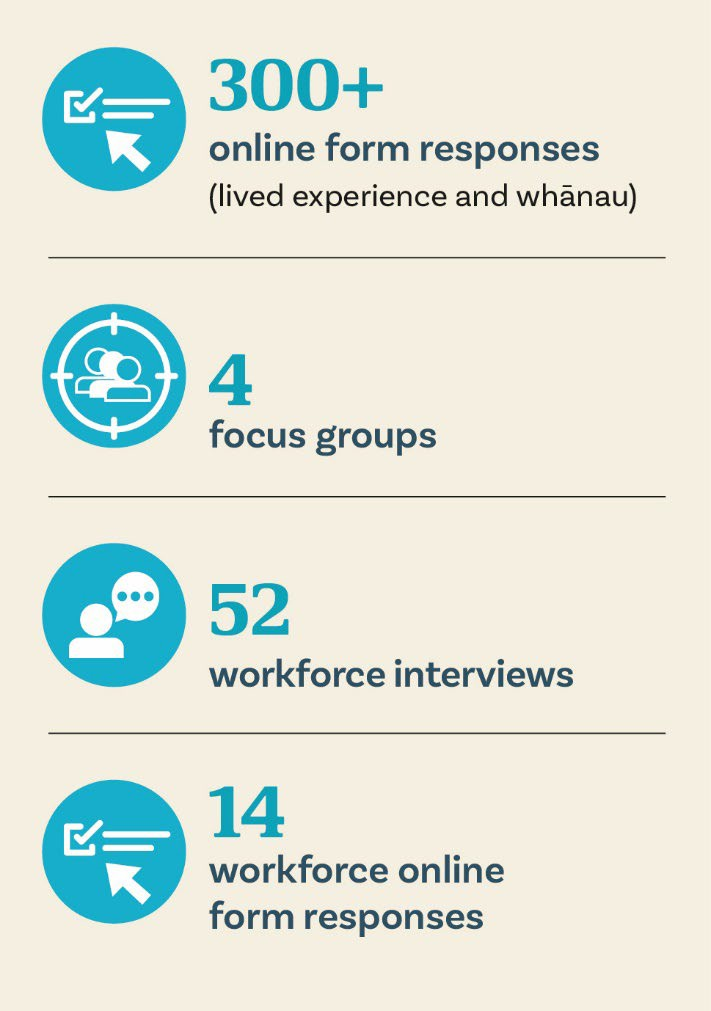 300+
online form responses
(lived experience and whānau)
4
focus groups
52
workforce interviews
14
workforce online
form responses